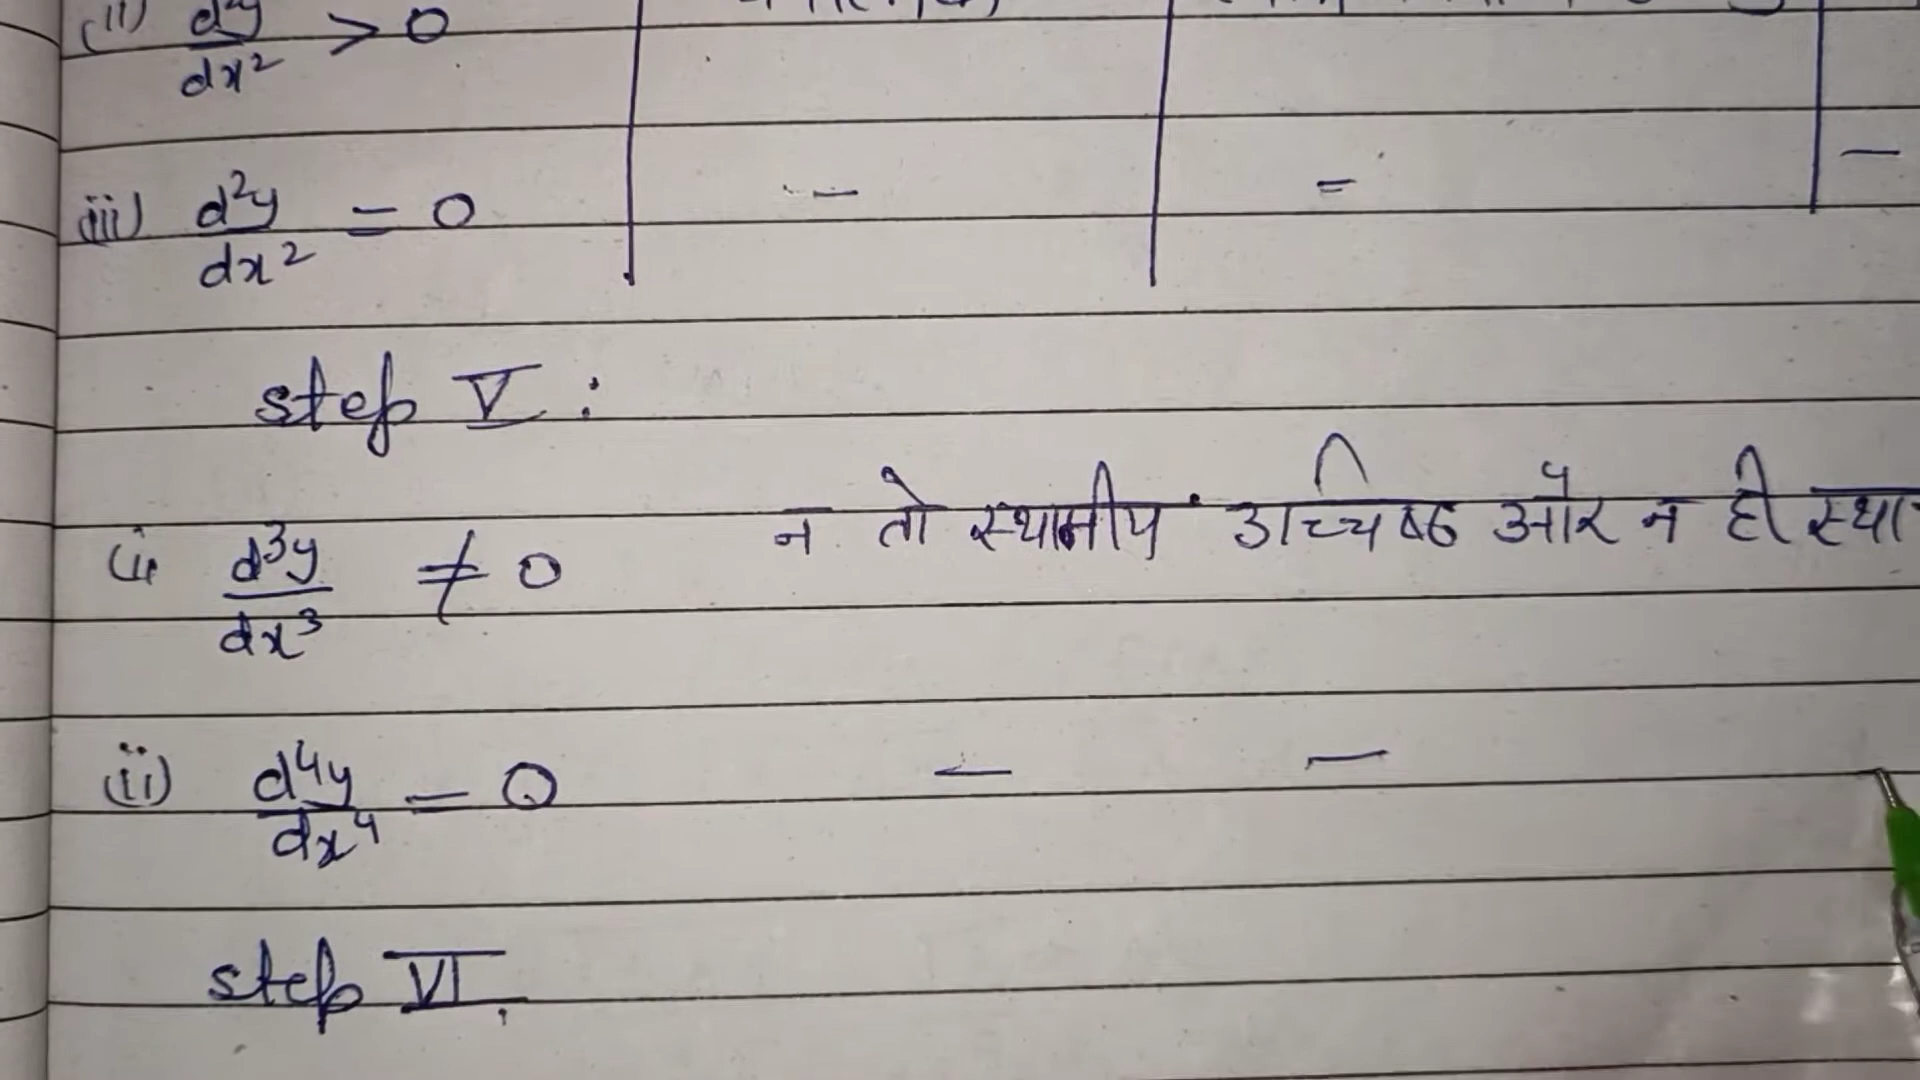 (ii) d²y/dx² > 0
(iii) d²y/dx² = 0 - = -
step V :
(i) d³y/dx³ ≠ 0 न तो स्थानीय उच्चिष्ठ और न ही स्था
(ii) d⁴y/dx⁴ = 0 - -
step VI.